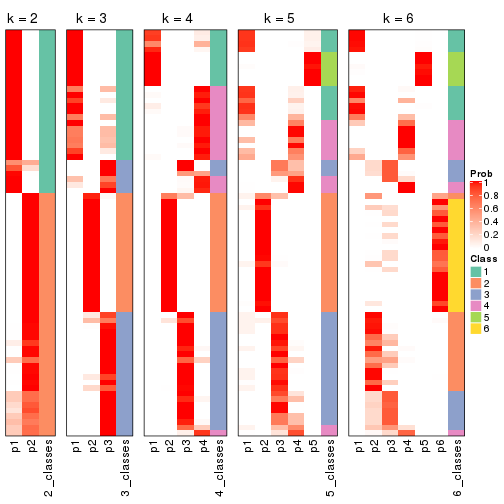 k = 2
k = 3
k = 4
k = 5
k = 6
p1
p2
2_classes
p1
p2
p3
3_classes
p1
p2
p3
p4
4_classes
p1
p2
p3
p4
p5
5_classes
p1
p2
p3
p4
p5
p6
6_classes
Prob
1
0.8
0.6
0.4
0.2
0
Class
1
2
3
4
5
6